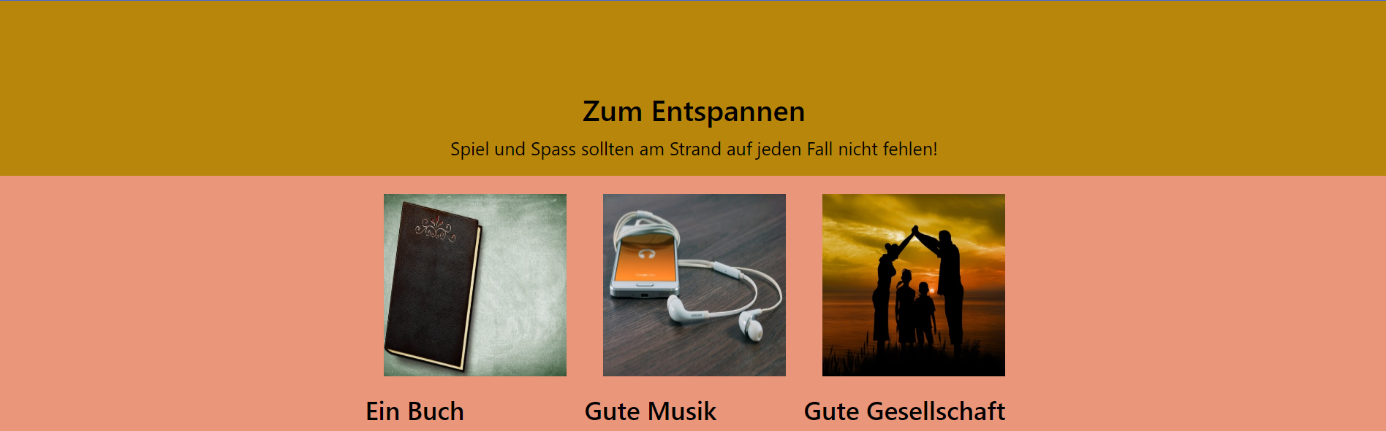 Zum Entspannen
Spiel und Spass sollten am Strand auf jeden Fall nicht fehlen!
Ein Buch
Gute Musik
Gute Gesellschaft